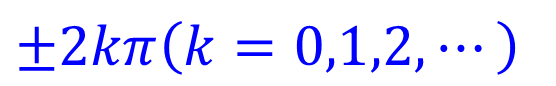 ±2kπ(k = 0,1,2, ⋯ )